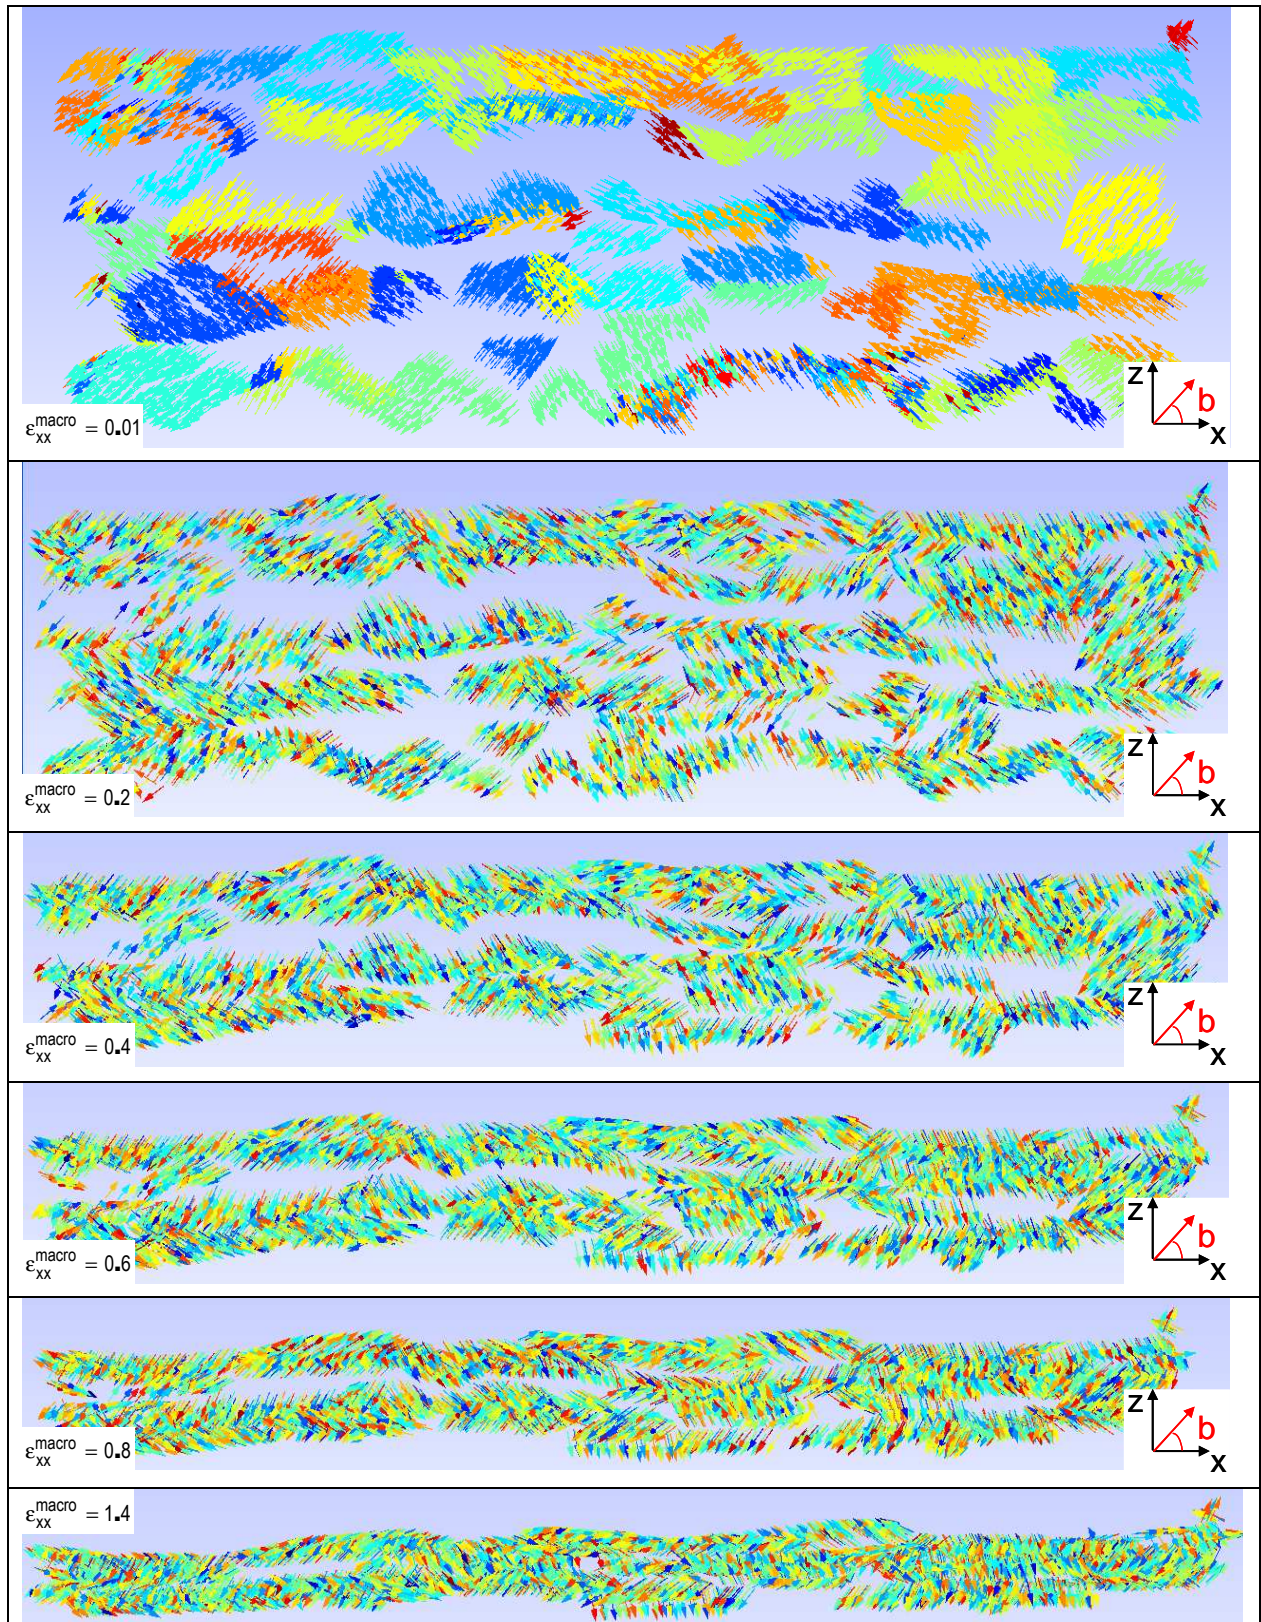 Z
b
X
ε_xx^macro = 0.01
Z
b
X
ε_xx^macro = 0.2
Z
b
X
ε_xx^macro = 0.4
Z
b
X
ε_xx^macro = 0.6
Z
b
X
ε_xx^macro = 0.8
ε_xx^macro = 1.4